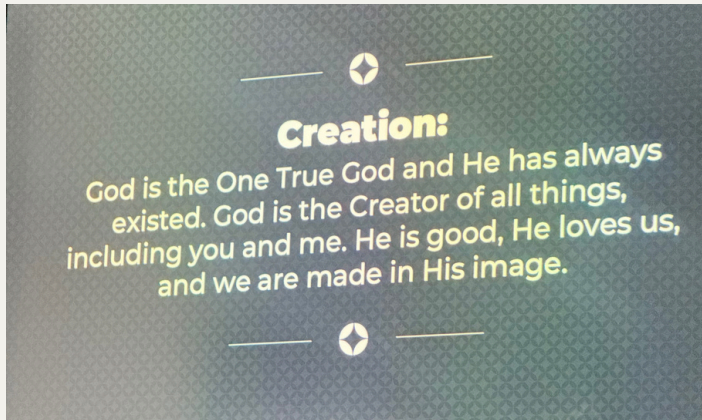 Creation:
God is the One True God and He has always
existed. God is the Creator of all things,
including you and me. He is good, He loves us,
and we are made in His image.